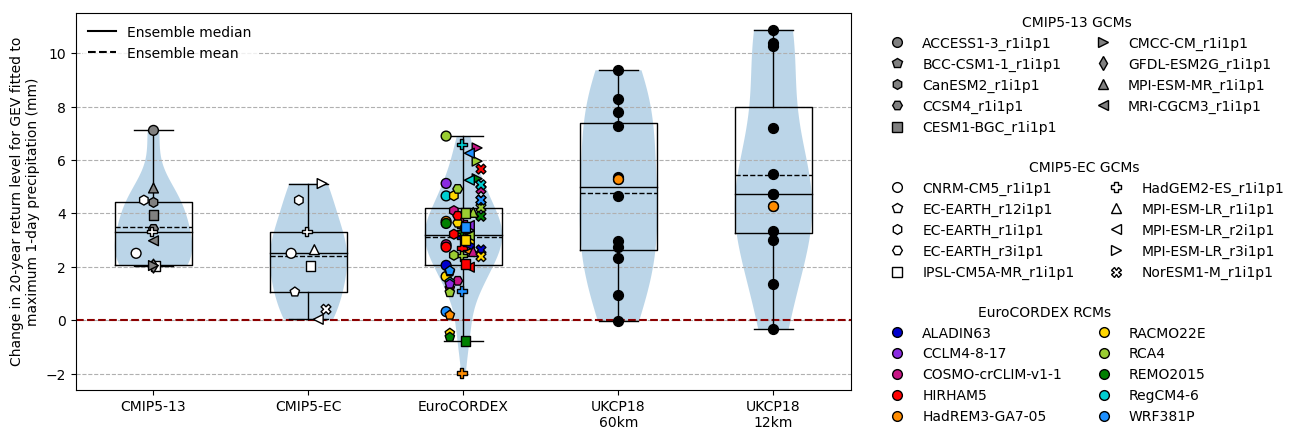 Change in 20-year return level for GEV fitted to
maximum 1-day precipitation (mm)
10
8
6
4
2
0
−2
Ensemble median
Ensemble mean
CMIP5-13
CMIP5-EC
EuroCORDEX
UKCP18
60km
UKCP18
12km
CMIP5-13 GCMs
ACCESS1-3_r1i1p1
BCC-CSM1-1_r1i1p1
CanESM2_r1i1p1
CCSM4_r1i1p1
CESM1-BGC_r1i1p1
CMCC-CM_r1i1p1
GFDL-ESM2G_r1i1p1
MPI-ESM-MR_r1i1p1
MRI-CGCM3_r1i1p1
CMIP5-EC GCMs
CNRM-CM5_r1i1p1
EC-EARTH_r12i1p1
EC-EARTH_r1i1p1
EC-EARTH_r3i1p1
IPSL-CM5A-MR_r1i1p1
HadGEM2-ES_r1i1p1
MPI-ESM-LR_r1i1p1
MPI-ESM-LR_r2i1p1
MPI-ESM-LR_r3i1p1
NorESM1-M_r1i1p1
EuroCORDEX RCMs
ALADIN63
CCLM4-8-17
COSMO-crCLIM-v1-1
HIRHAM5
HadREM3-GA7-05
RACMO22E
RCA4
REMO2015
RegCM4-6
WRF381P